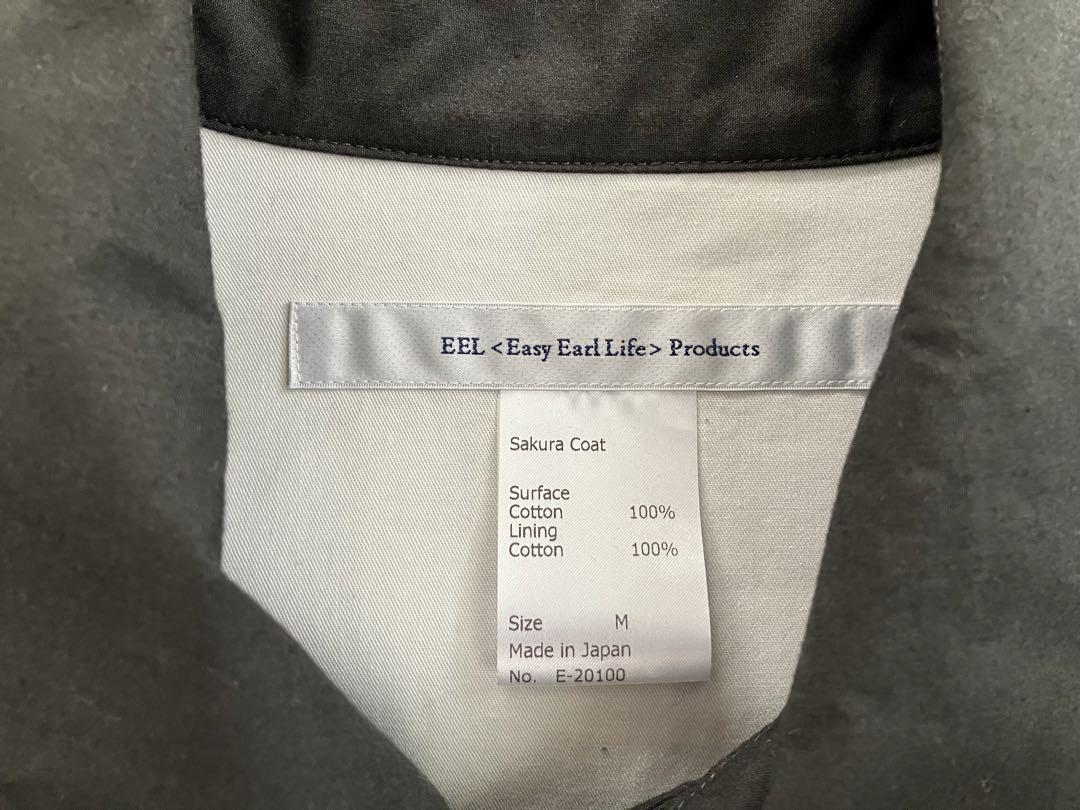 EEL <Easy Earl Life> Products
Sakura Coat
Surface
Cotton 100%
Lining
Cotton 100%
Size M
Made in Japan
No. E-20100